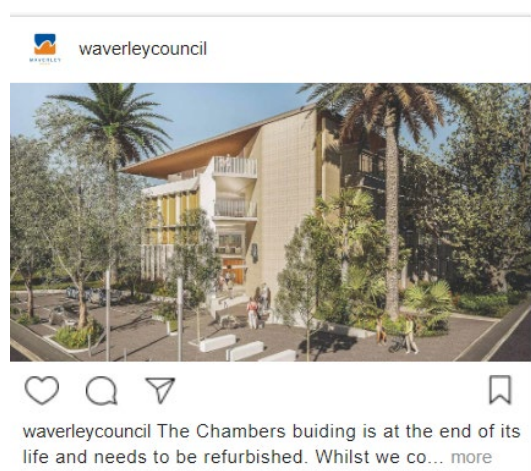 WAVERLEY
waverleycouncil
waverleycouncil The Chambers buiding is at the end of its
life and needs to be refurbished. Whilst we co... more